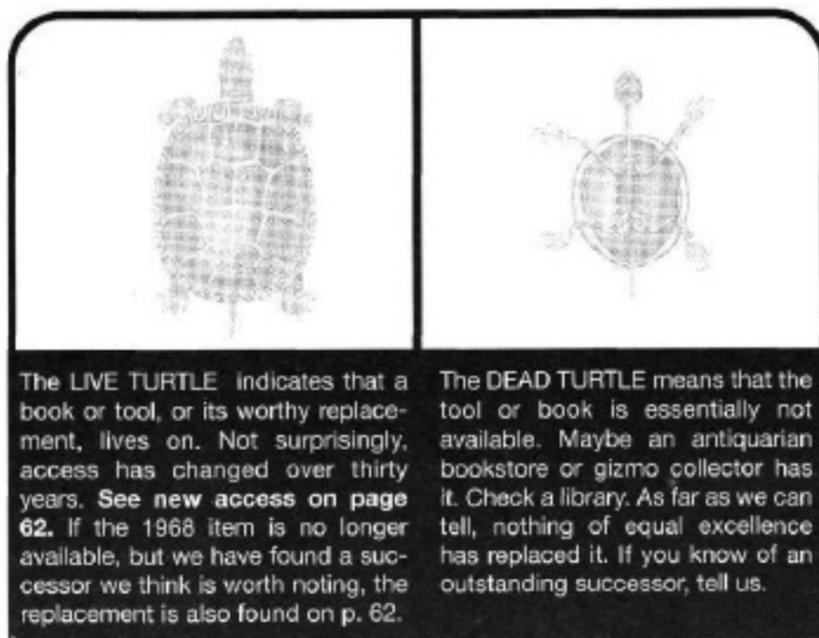 The LIVE TURTLE indicates that a
book or tool, or its worthy replace-
ment, lives on. Not surprisingly,
access has changed over thirty
years. See new access on page
62. If the 1968 item is no longer
available, but we have found a suc-
cessor we think is worth noting, the
replacement is also found on p. 62.
The DEAD TURTLE means that the
tool or book is essentially not
available. Maybe an antiquarian
bookstore or gizmo collector has
it. Check a library. As far as we can
tell, nothing of equal excellence
has replaced it. If you know of an
outstanding successor, tell us.